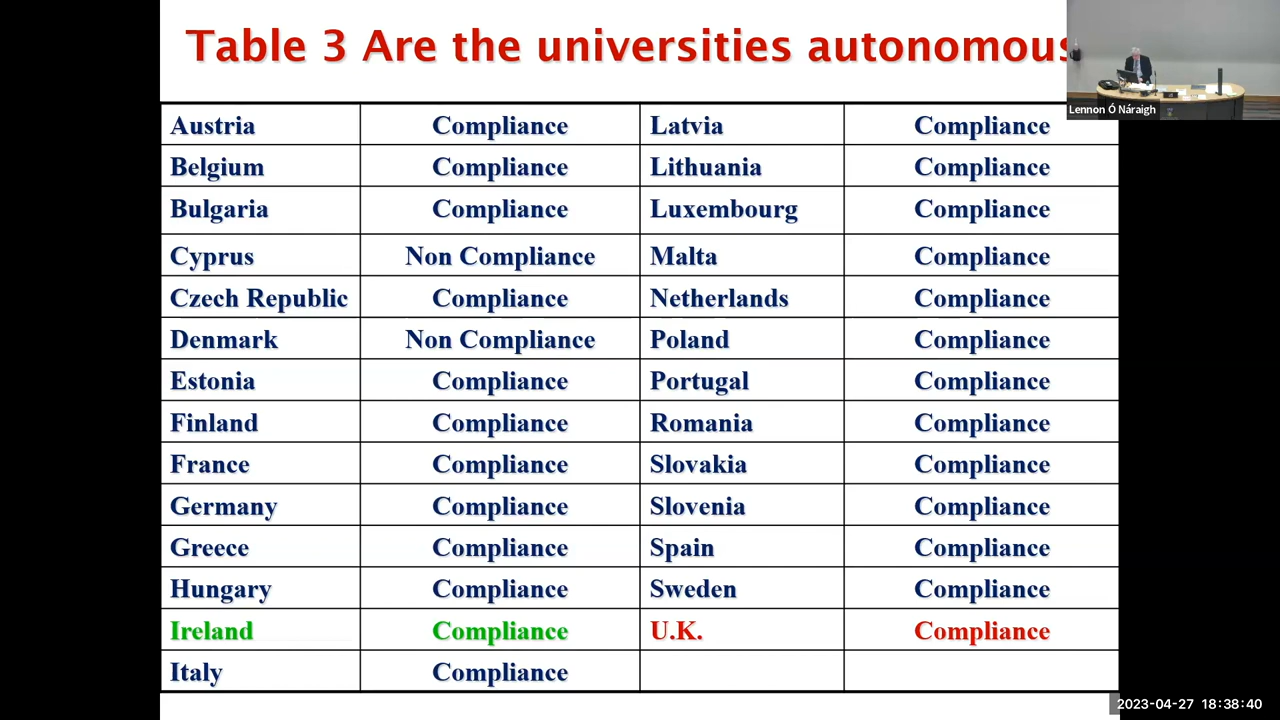 Table 3 Are the universities autonomous
Lennon Ó Náraigh
Austria Compliance Latvia Compliance
Belgium Compliance Lithuania Compliance
Bulgaria Compliance Luxembourg Compliance
Cyprus Non Compliance Malta Compliance
Czech Republic Compliance Netherlands Compliance
Denmark Non Compliance Poland Compliance
Estonia Compliance Portugal Compliance
Finland Compliance Romania Compliance
France Compliance Slovakia Compliance
Germany Compliance Slovenia Compliance
Greece Compliance Spain Compliance
Hungary Compliance Sweden Compliance
Ireland Compliance U.K. Compliance
Italy Compliance
2023-04-27 18:38:40